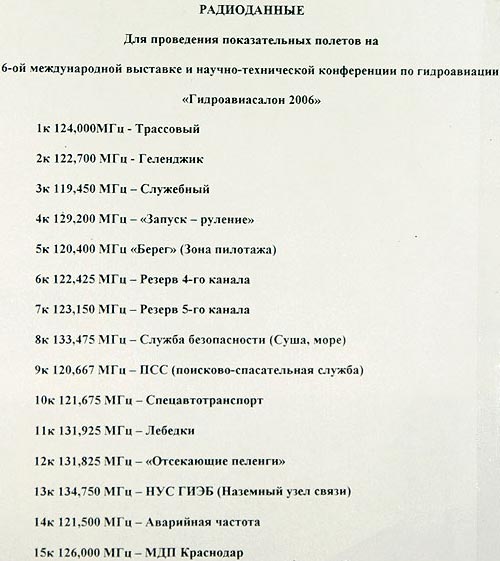 РАДИОДАННЫЕ
Для проведения показательных полетов на
6-ой международной выставке и научно-технической конференции по гидроавиации
«Гидроавиасалон 2006»
1к 124,000МГц - Трассовый
2к 122,700 МГц - Геленджик
3к 119,450 МГц – Служебный
4к 129,200 МГц – «Запуск – руление»
5к 120,400 МГц «Берег» (Зона пилотажа)
6к 122,425 МГц – Резерв 4-го канала
7к 123,150 МГц – Резерв 5-го канала
8к 133,475 МГц – Служба безопасности (Суша, море)
9к 120,667 МГц – ПСС (поисково-спасательная служба)
10к 121,675 МГц – Спецавтотранспорт
11к 131,925 МГц – Лебедки
12к 131,825 МГц – «Отсекающие пеленги»
13к 134,750 МГц – НУС ГИЭБ (Наземный узел связи)
14к 121,500 МГц – Аварийная частота
15к 126,000 МГц – МДП Краснодар